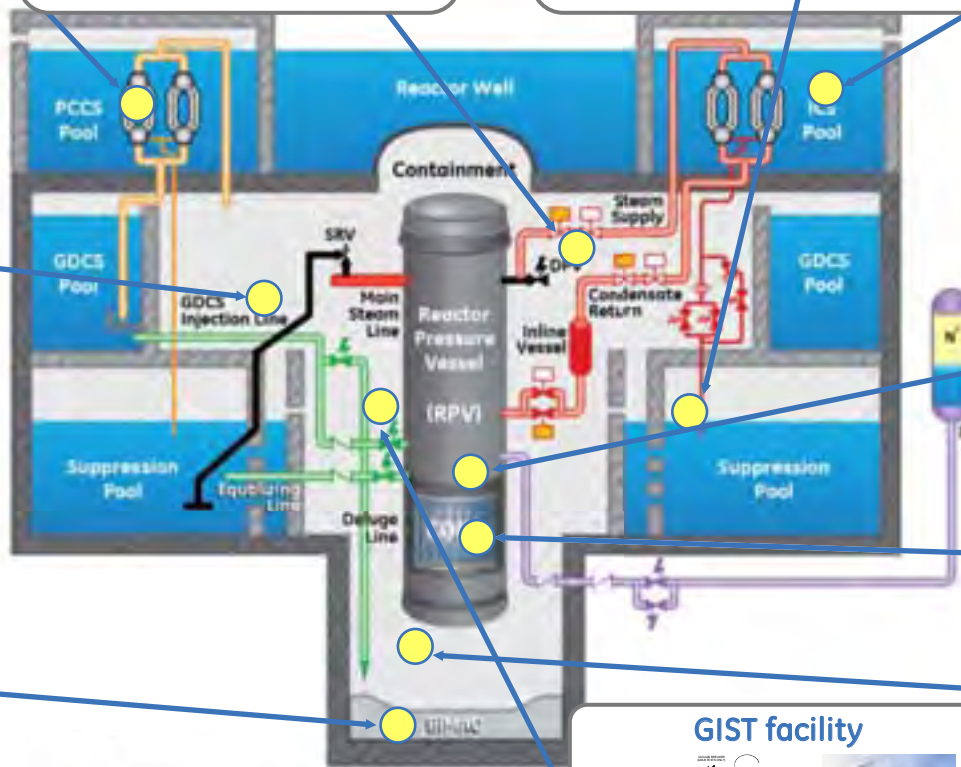 Reactor Well
PCCS
Pool
Pool
Containment
Steam
Supply
SRV
DPV
GDCS
Pool
GDCS
Pool
GDCS
Injection Line
Main
Steam
Line
Condensate
Return
Reactor
Pressure
Vessel
(RPV)
Inline
Vessel
Suppression
Pool
Suppression
Pool
Equalizing
Line
Deluge
Line
GIST facility